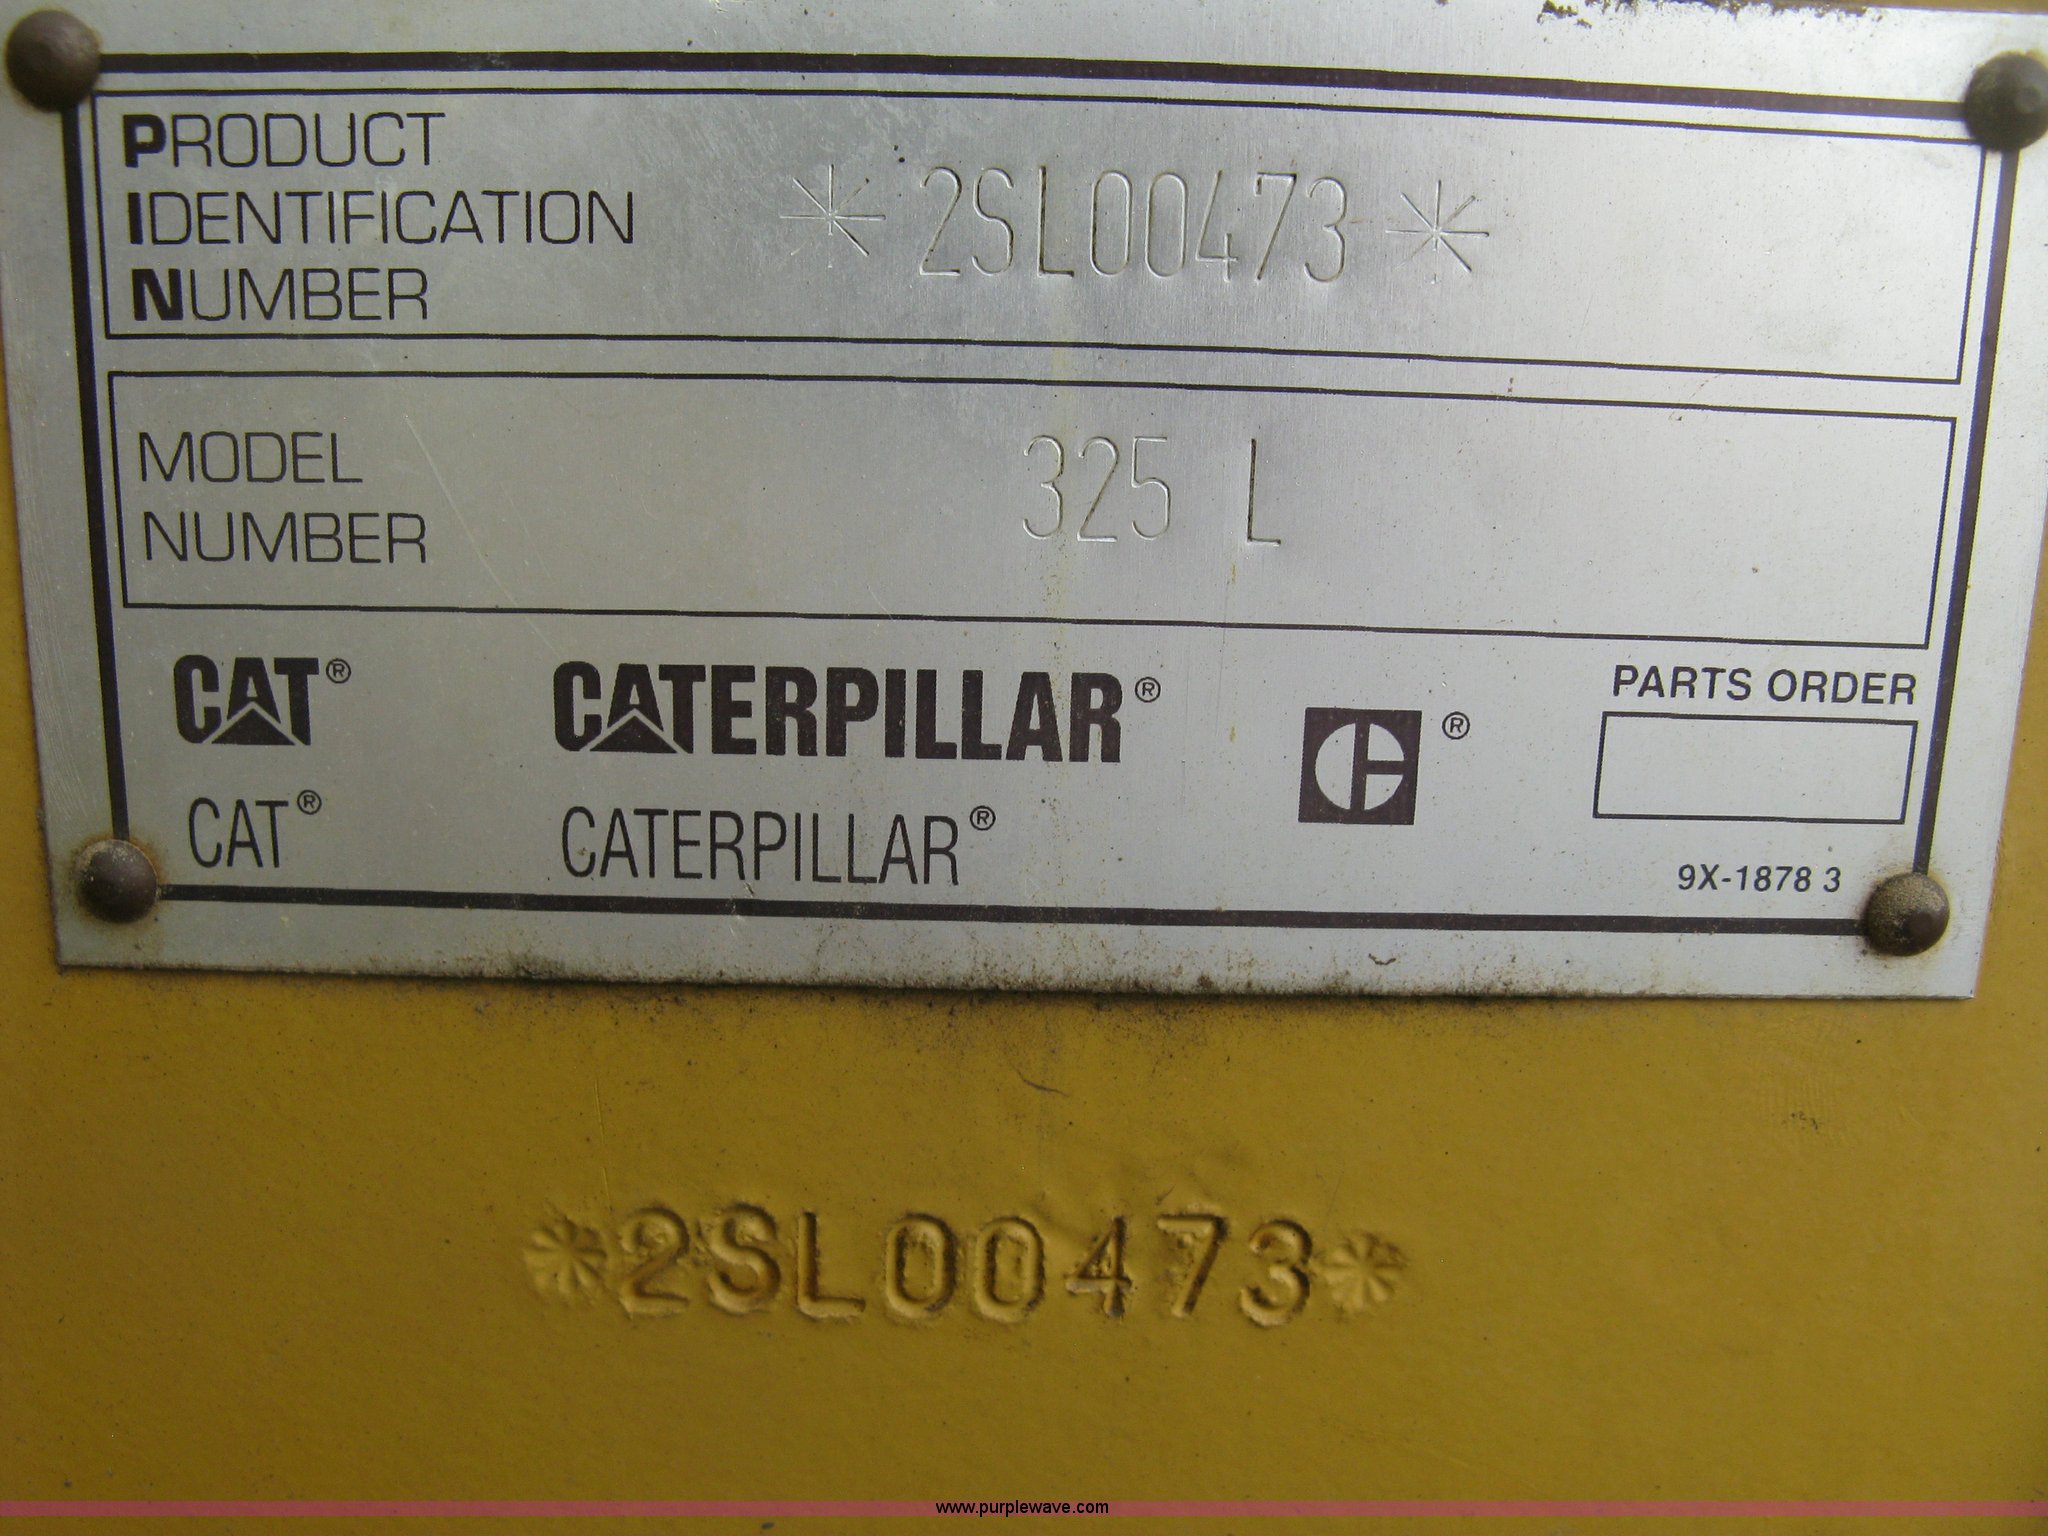 PRODUCT
IDENTIFICATION
NUMBER
*2SL00473*
MODEL
NUMBER
325 L
CAT® CATERPILLAR® ®
CAT® CATERPILLAR®
PARTS ORDER
9X-1878 3
*2SL00473*
www.purplewave.com